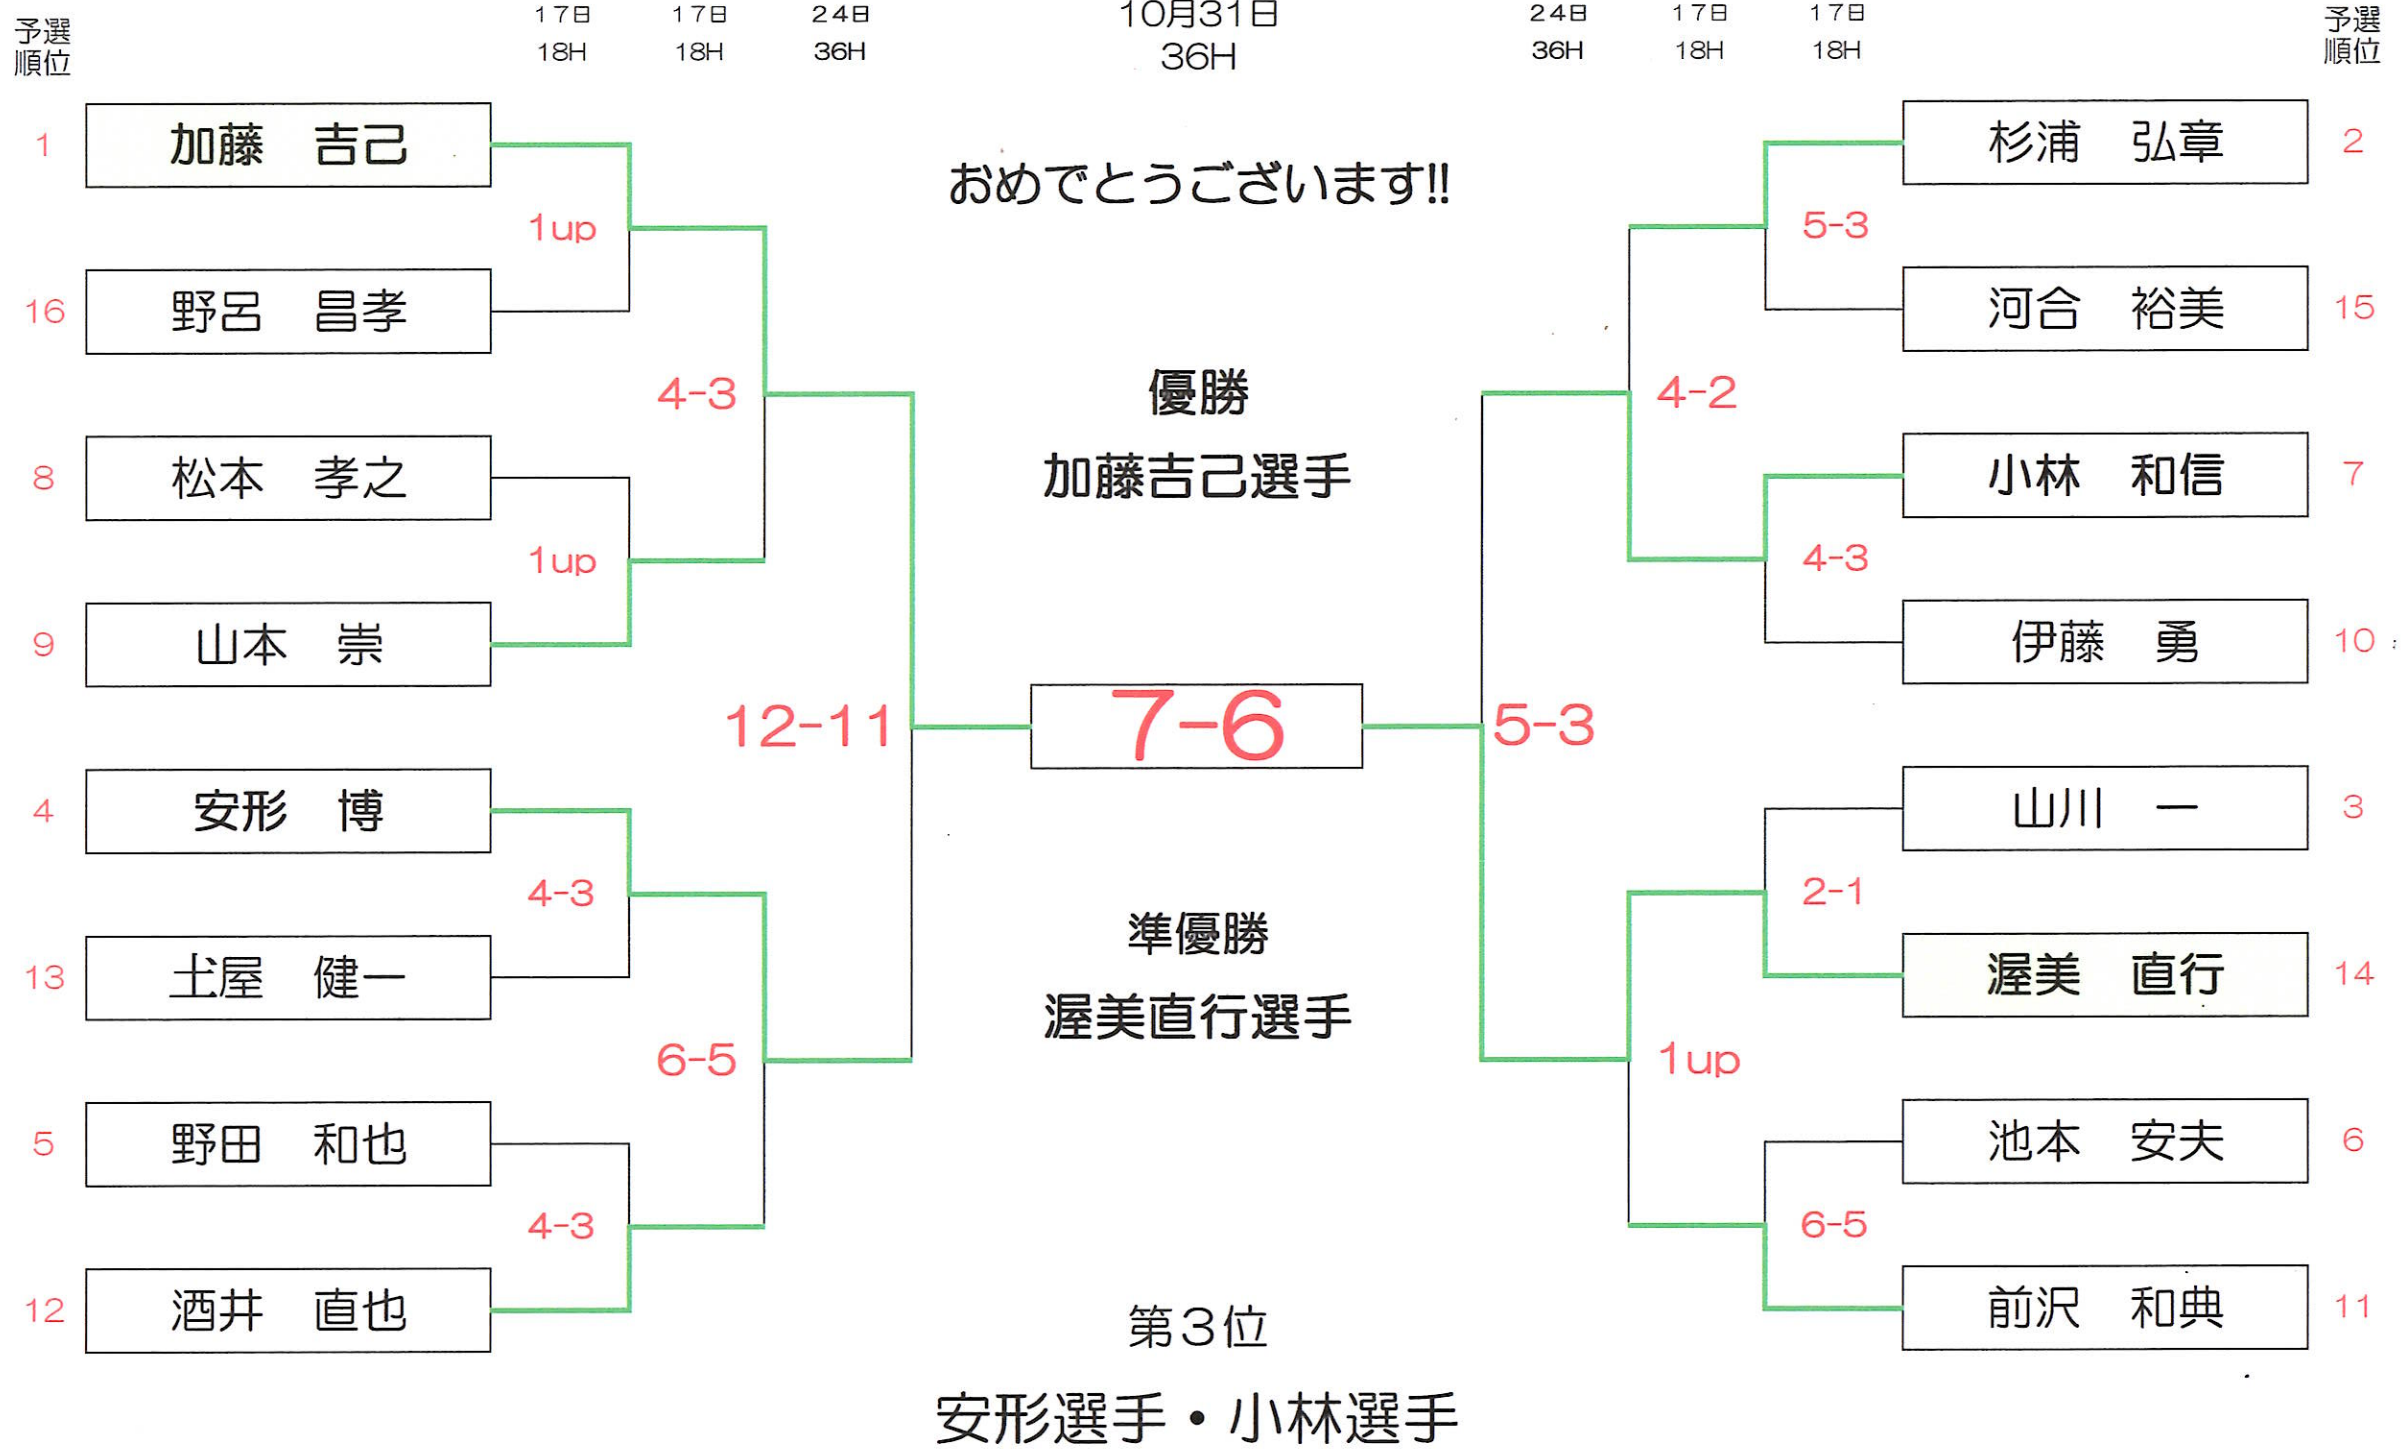 予選
順位
17日
18H
17日
18H
24日
36H
10月31日
36H
24日
36H
17日
18H
17日
18H
予選
順位
1
加藤 吉己
1up
16
野呂 昌孝
4-3
8
松本 孝之
1up
9
山本 崇
12-11
4
安形 博
4-3
13
土屋 健一
6-5
5
野田 和也
4-3
12
酒井 直也
おめでとうございます!!
優勝
加藤吉己選手
7-6
準優勝
渥美直行選手
第3位
安形選手・小林選手
杉浦 弘章
2
5-3
河合 裕美
15
4-2
小林 和信
7
4-3
伊藤 勇
10
5-3
山川 一
3
2-1
渥美 直行
14
1up
池本 安夫
6
6-5
前沢 和典
11